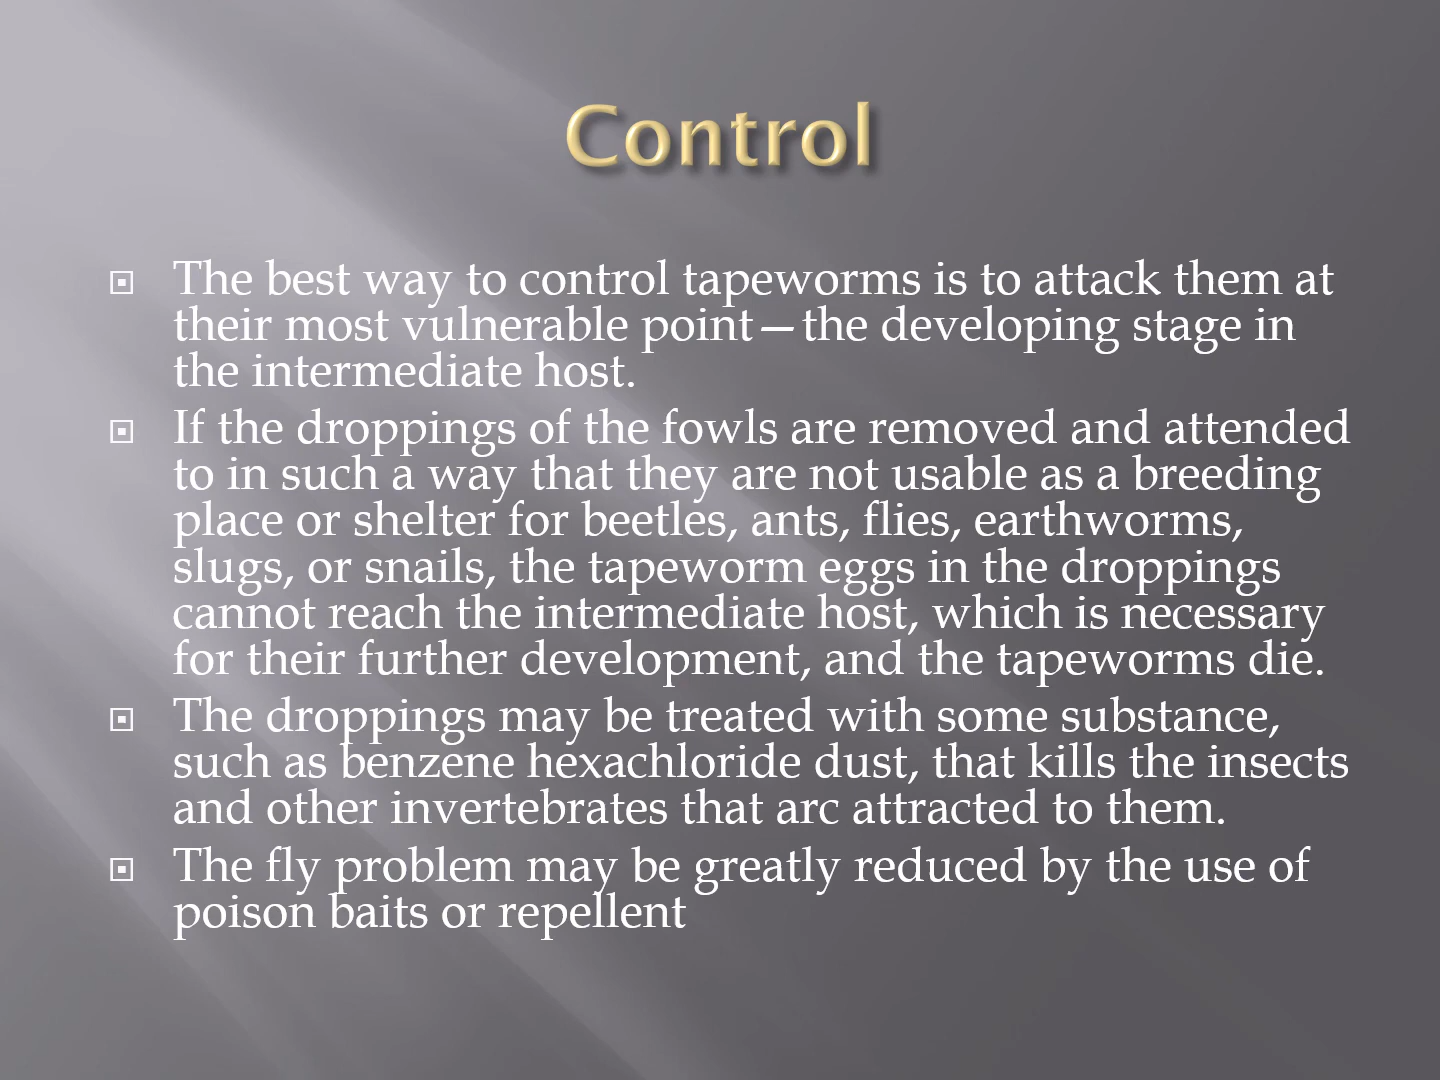 Control
The best way to control tapeworms is to attack them at
their most vulnerable point—the developing stage in
the intermediate host.
If the droppings of the fowls are removed and attended
to in such a way that they are not usable as a breeding
place or shelter for beetles, ants, flies, earthworms,
slugs, or snails, the tapeworm eggs in the droppings
cannot reach the intermediate host, which is necessary
for their further development, and the tapeworms die.
The droppings may be treated with some substance,
such as benzene hexachloride dust, that kills the insects
and other invertebrates that arc attracted to them.
The fly problem may be greatly reduced by the use of
poison baits or repellent